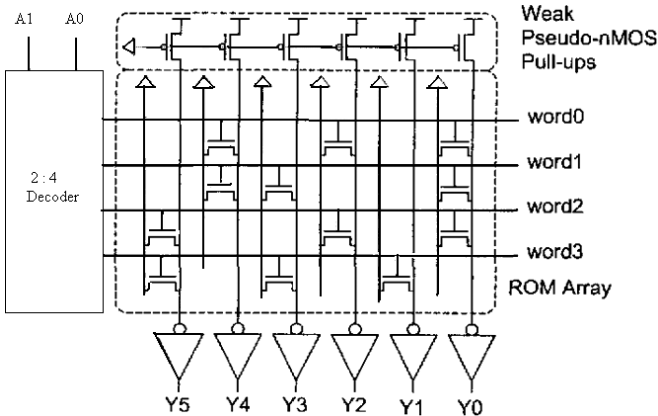 A1 A0
Weak
Pseudo-nMOS
Pull-ups
word0
word1
2 : 4
Decoder
word2
word3
ROM Array
Y5 Y4 Y3 Y2 Y1 Y0